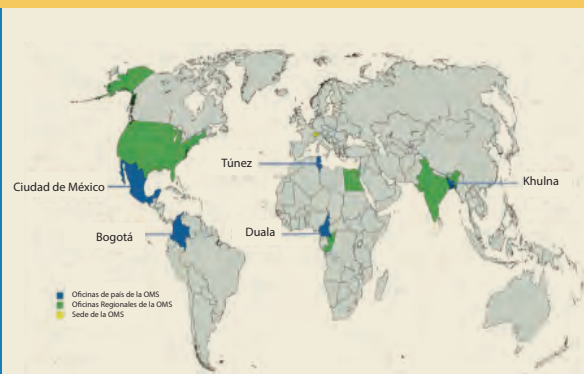 Túnez
Ciudad de México
Khulna
Bogotá
Duala
Oficinas de país de la OMS
Oficinas Regionales de la OMS
Sede de la OMS